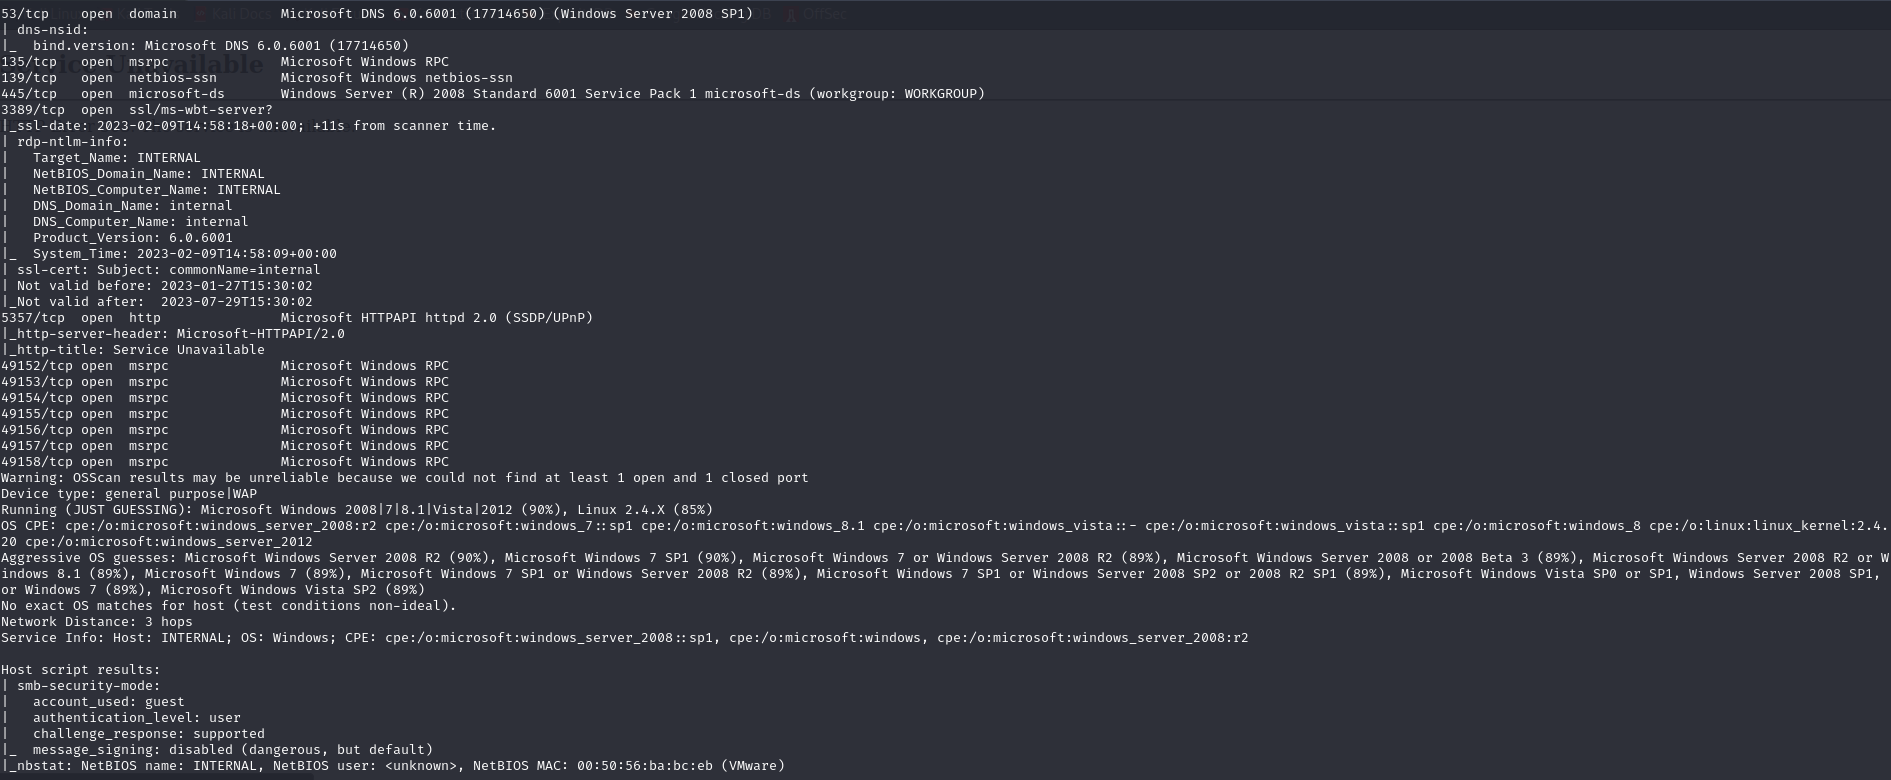 53/tcp    open  domain             Microsoft DNS 6.0.6001 (17714650) (Windows Server 2008 SP1)
| dns-nsid:
|_  bind.version: Microsoft DNS 6.0.6001 (17714650)
135/tcp   open  msrpc              Microsoft Windows RPC
139/tcp   open  netbios-ssn        Microsoft Windows netbios-ssn
445/tcp   open  microsoft-ds       Windows Server (R) 2008 Standard 6001 Service Pack 1 microsoft-ds (workgroup: WORKGROUP)
3389/tcp  open  ssl/ms-wbt-server?
|_ssl-date: 2023-02-09T14:58:18+00:00; +11s from scanner time.
| rdp-ntlm-info:
|   Target_Name: INTERNAL
|   NetBIOS_Domain_Name: INTERNAL
|   NetBIOS_Computer_Name: INTERNAL
|   DNS_Domain_Name: internal
|   DNS_Computer_Name: internal
|   Product_Version: 6.0.6001
|_  System_Time: 2023-02-09T14:58:09+00:00
| ssl-cert: Subject: commonName=internal
| Not valid before: 2023-01-27T15:30:02
|_Not valid after:  2023-07-29T15:30:02
5357/tcp  open  http               Microsoft HTTPAPI httpd 2.0 (SSDP/UPnP)
|_http-server-header: Microsoft-HTTPAPI/2.0
|_http-title: Service Unavailable
49152/tcp open  msrpc              Microsoft Windows RPC
49153/tcp open  msrpc              Microsoft Windows RPC
49154/tcp open  msrpc              Microsoft Windows RPC
49155/tcp open  msrpc              Microsoft Windows RPC
49156/tcp open  msrpc              Microsoft Windows RPC
49157/tcp open  msrpc              Microsoft Windows RPC
49158/tcp open  msrpc              Microsoft Windows RPC
Warning: OSScan results may be unreliable because we could not find at least 1 open and 1 closed port
Device type: general purpose|WAP
Running (JUST GUESSING): Microsoft Windows 2008|7|8.1|Vista|2012 (90%), Linux 2.4.X (85%)
OS CPE: cpe:/o:microsoft:windows_server_2008:r2 cpe:/o:microsoft:windows_7::sp1 cpe:/o:microsoft:windows_8.1 cpe:/o:microsoft:windows_vista::- cpe:/o:microsoft:windows_vista::sp1 cpe:/o:microsoft:windows_8 cpe:/o:linux:linux_kernel:2.4.
20 cpe:/o:microsoft:windows_server_2012
Aggressive OS guesses: Microsoft Windows Server 2008 R2 (90%), Microsoft Windows 7 SP1 (90%), Microsoft Windows 7 or Windows Server 2008 R2 (89%), Microsoft Windows Server 2008 or 2008 Beta 3 (89%), Microsoft Windows Server 2008 R2 or W
indows 8.1 (89%), Microsoft Windows 7 (89%), Microsoft Windows 7 SP1 or Windows Server 2008 R2 (89%), Microsoft Windows 7 SP1 or Windows Server 2008 SP2 or 2008 R2 SP1 (89%), Microsoft Windows Vista SP0 or SP1, Windows Server 2008 SP1,
or Windows 7 (89%), Microsoft Windows Vista SP2 (89%)
No exact OS matches for host (test conditions non-ideal).
Network Distance: 3 hops
Service Info: Host: INTERNAL; OS: Windows; CPE: cpe:/o:microsoft:windows_server_2008::sp1, cpe:/o:microsoft:windows, cpe:/o:microsoft:windows_server_2008:r2

Host script results:
| smb-security-mode:
|   account_used: guest
|   authentication_level: user
|   challenge_response: supported
|_  message_signing: disabled (dangerous, but default)
|_nbstat: NetBIOS name: INTERNAL, NetBIOS user: <unknown>, NetBIOS MAC: 00:50:56:ba:bc:eb (VMware)